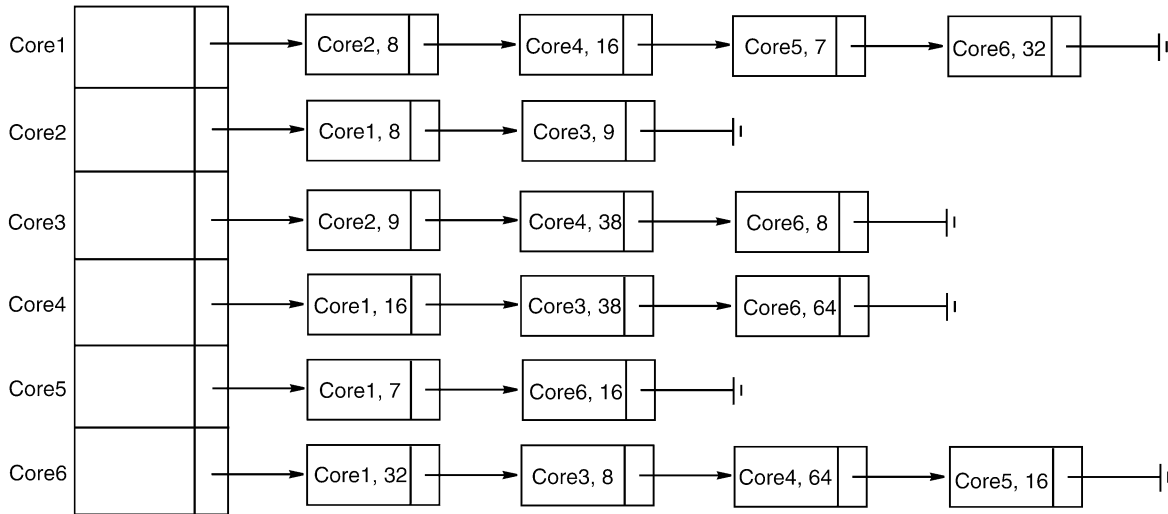 Core1 Core2, 8 Core4, 16 Core5, 7 Core6, 32
Core2 Core1, 8 Core3, 9
Core3 Core2, 9 Core4, 38 Core6, 8
Core4 Core1, 16 Core3, 38 Core6, 64
Core5 Core1, 7 Core6, 16
Core6 Core1, 32 Core3, 8 Core4, 64 Core5, 16